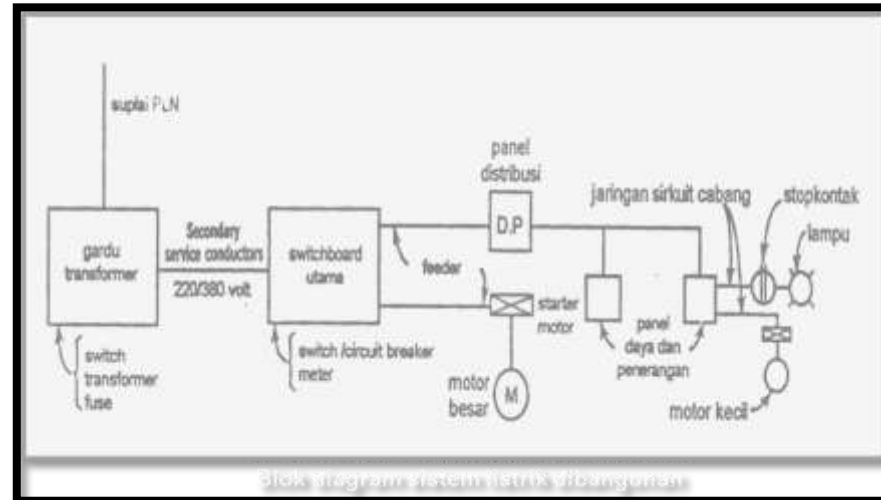 suplai PLN
gardu
transformer
switch
transformer
fuse
Secondary
service conductors
220/380 volt
switchboard
utama
switch /circuit breaker
meter
feeder
panel
distribusi
D.P
starter
motor
motor
besar
M
panel
daya dan
penerangan
jaringan sirkuit cabang
stopkontak
lampu
motor kecil
Blok diagram sistem listrik dibangunan